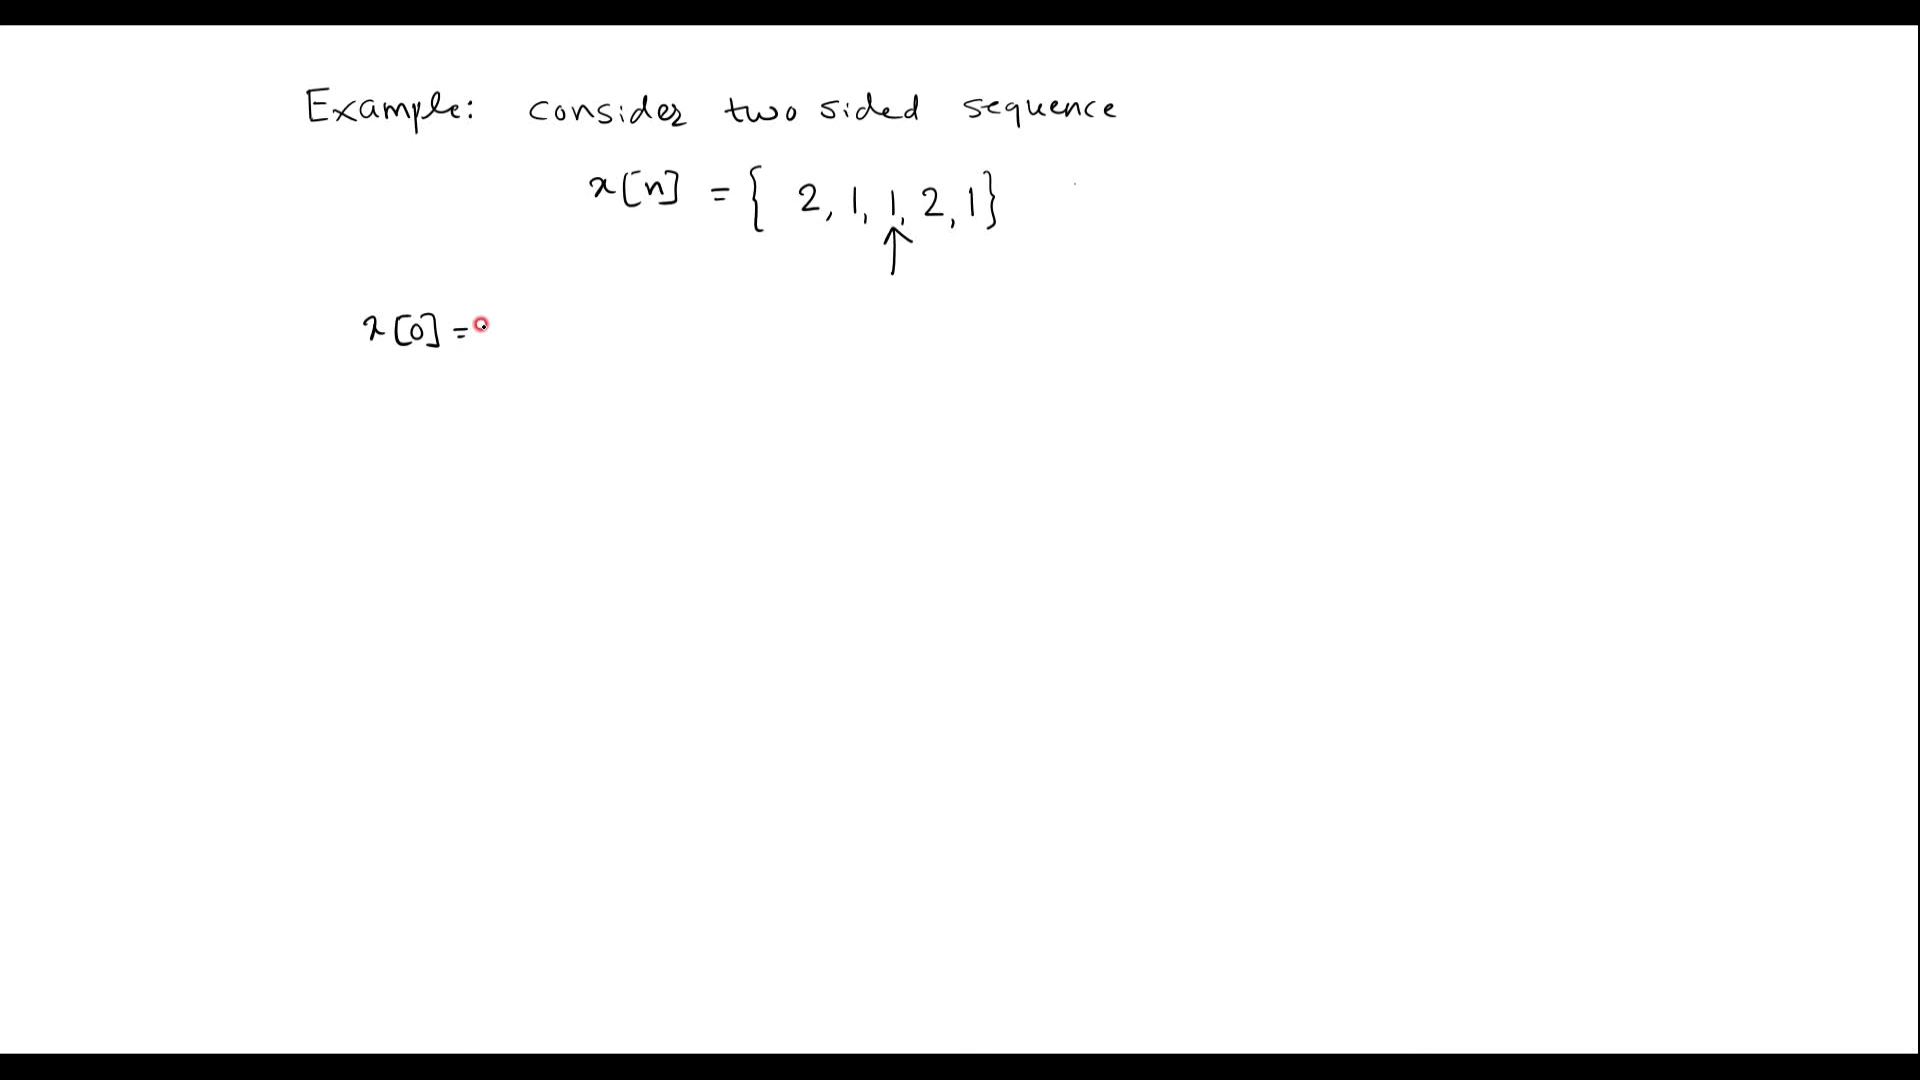 Example: consider two sided sequence
x[n] = { 2, 1, 1, 2, 1}
↑
x[0] =